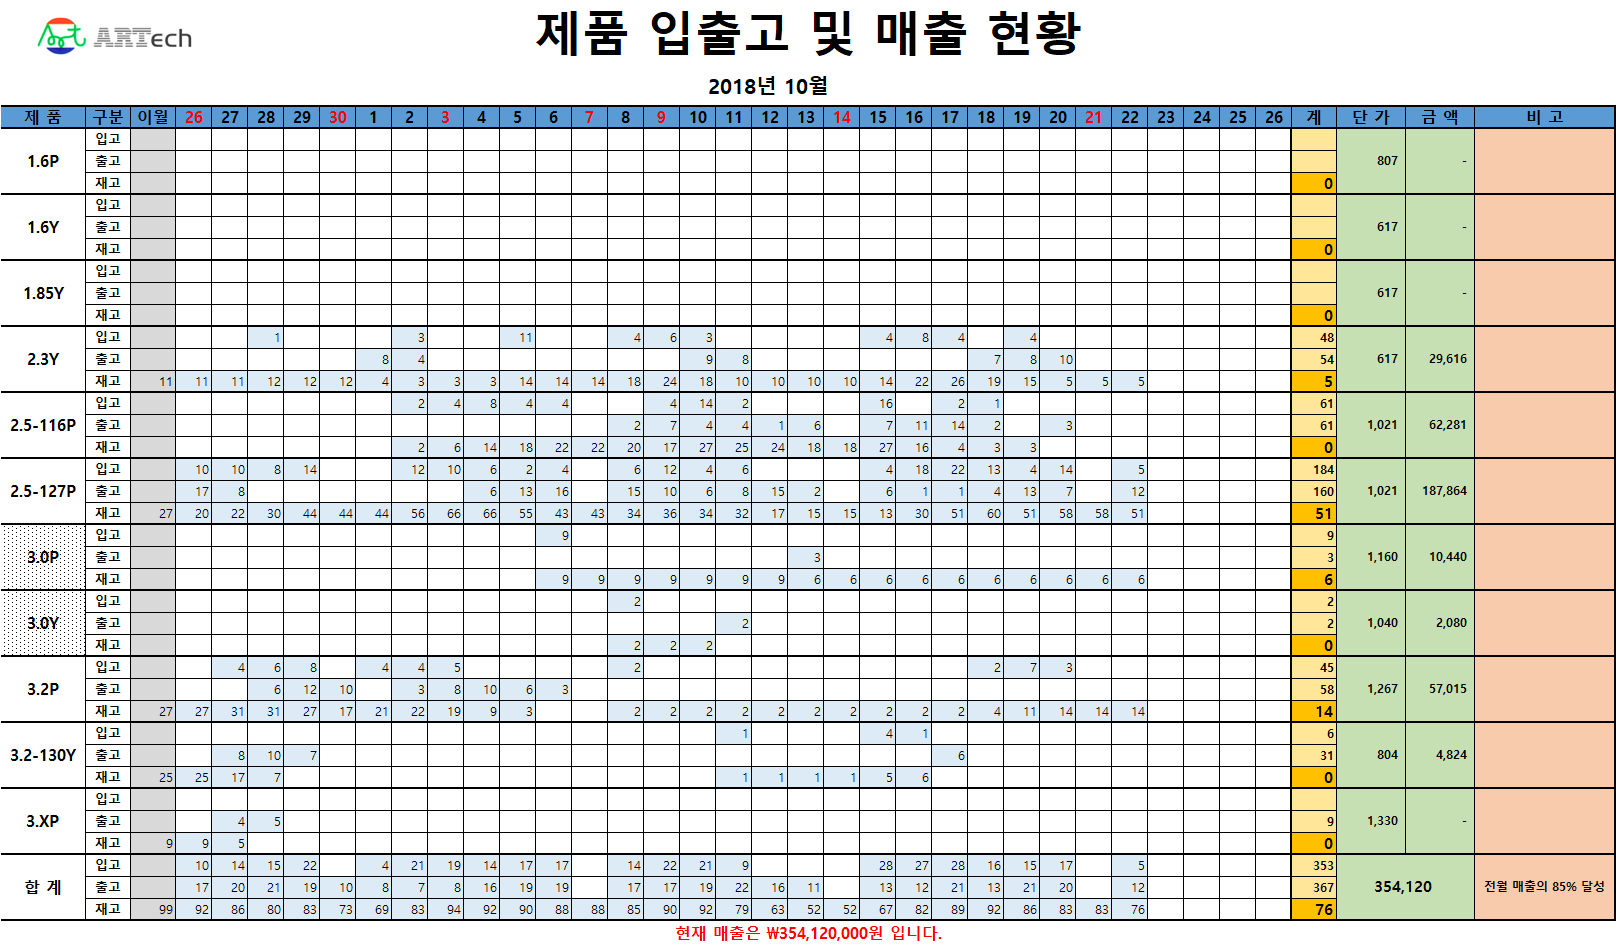 Art ARTech
제품 입출고 및 매출 현황
2018년 10월
제 품 구분 이월 26 27 28 29 30 1 2 3 4 5 6 7 8 9 10 11 12 13 14 15 16 17 18 19 20 21 22 23 24 25 26 계 단 가 금 액 비 고
입고
1.6P 출고 807 -
재고 0
입고
1.6Y 출고 617 -
재고 0
입고
1.85Y 출고 617 -
재고 0
입고 1 3 11 4 6 3 4 8 4 4 48
2.3Y 출고 8 4 9 8 7 8 10 54 617 29,616
재고 11 11 11 12 12 12 4 3 3 3 14 14 14 18 24 18 10 10 10 10 14 22 26 19 15 5 5 5 5
입고 2 4 8 4 4 4 14 2 16 2 1 61
2.5-116P 출고 2 7 4 4 1 6 7 11 14 2 3 61 1,021 62,281
재고 2 6 14 18 22 22 20 17 27 25 24 18 18 27 16 4 3 3 0
입고 10 10 8 14 12 10 6 2 4 6 12 4 6 4 18 22 13 4 14 5 184
2.5-127P 출고 17 8 6 13 16 15 10 6 8 15 2 6 1 1 4 13 7 12 160 1,021 187,864
재고 27 20 22 30 44 44 44 56 66 66 55 43 43 34 36 34 32 17 15 15 13 30 51 60 51 58 58 51 51
입고 9 9
3.0P 출고 3 3 1,160 10,440
재고 9 9 9 9 9 9 9 6 6 6 6 6 6 6 6 6 6 6
입고 2 2
3.0Y 출고 2 2 1,040 2,080
재고 2 2 2 0
입고 4 6 8 4 4 5 2 2 7 3 45
3.2P 출고 6 12 10 3 8 10 6 3 58 1,267 57,015
재고 27 27 31 31 27 17 21 22 19 9 3 2 2 2 2 2 2 2 2 2 2 4 11 14 14 14 14
입고 1 4 1 6
3.2-130Y 출고 8 10 7 6 31 804 4,824
재고 25 25 17 7 1 1 1 1 5 6 0
입고
3.XP 출고 4 5 9 1,330 -
재고 9 9 5 0
입고 10 14 15 22 4 21 19 14 17 17 14 22 21 9 28 27 28 16 15 17 5 353
합 계 출고 17 20 21 19 10 8 7 8 16 19 19 17 17 19 22 16 11 13 12 21 13 21 20 12 367 354,120 전월 매출의 85% 달성
재고 99 92 86 80 83 73 69 83 94 92 90 88 88 85 90 92 79 63 52 52 67 82 89 92 86 83 83 76 76
현재 매출은 ₩354,120,000원 입니다.